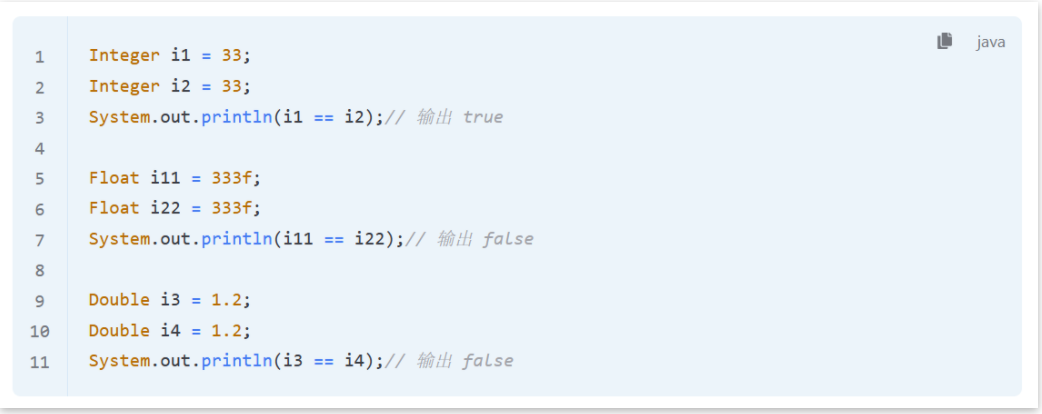 java
1 Integer i1 = 33;
2 Integer i2 = 33;
3 System.out.println(i1 == i2);// 输出 true
4
5 Float i11 = 333f;
6 Float i22 = 333f;
7 System.out.println(i11 == i22);// 输出 false
8
9 Double i3 = 1.2;
10 Double i4 = 1.2;
11 System.out.println(i3 == i4);// 输出 false